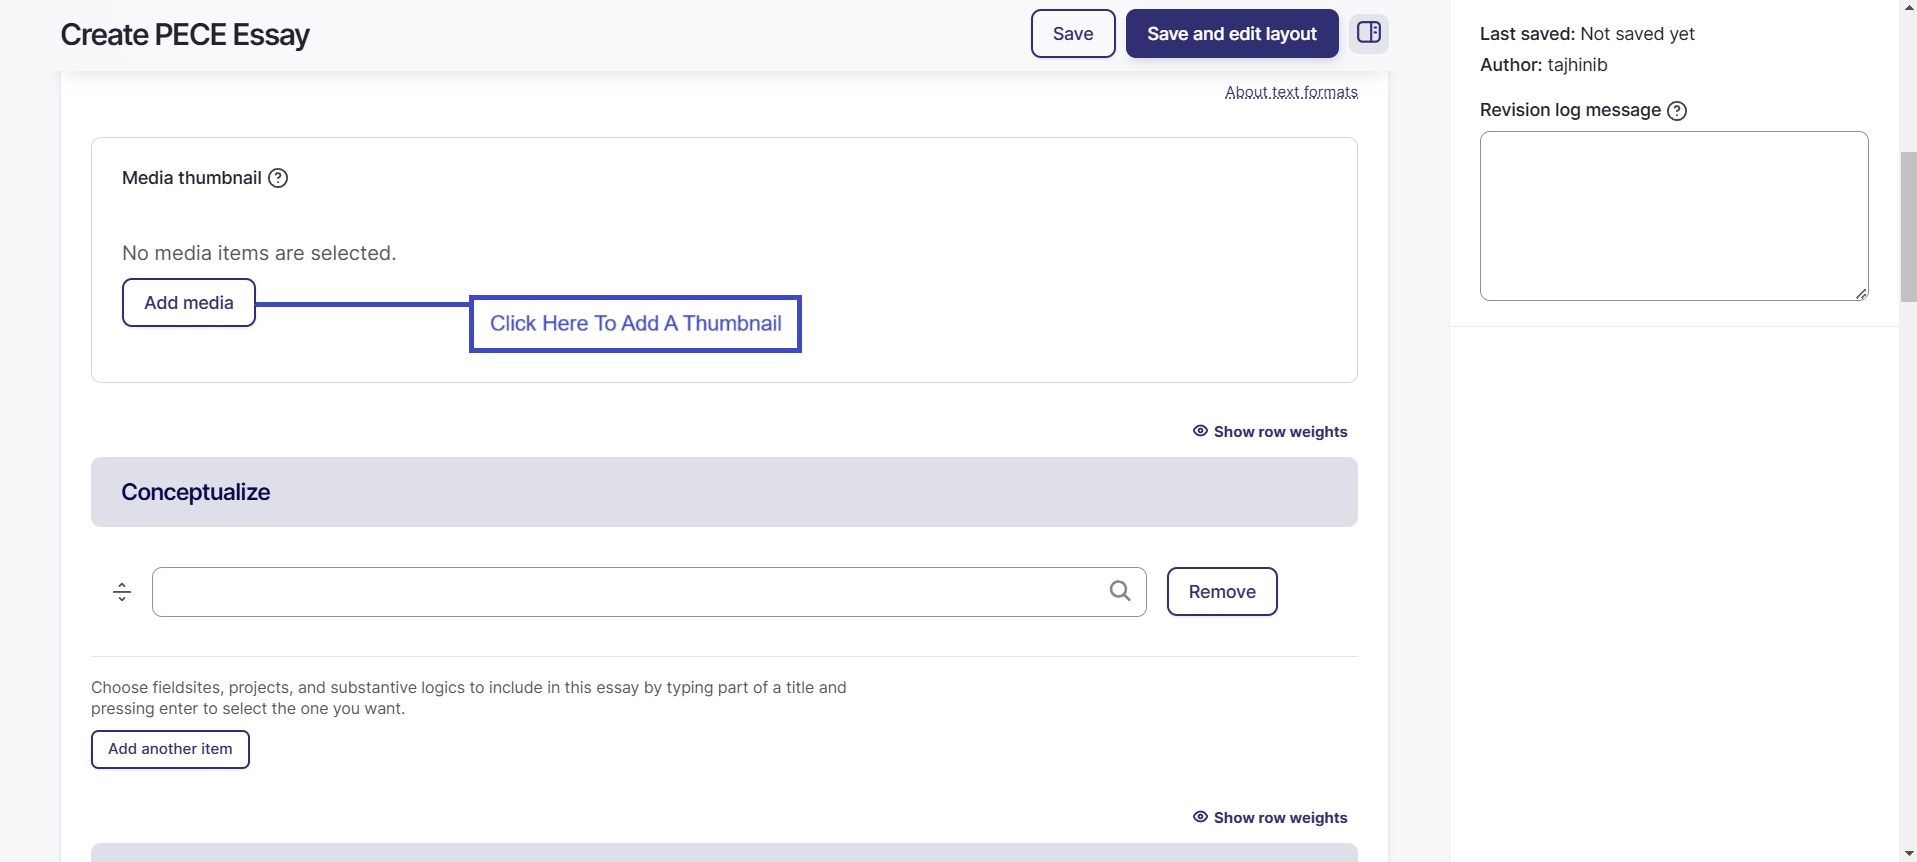 Create PECE Essay
Save
Save and edit layout
About text formats
Media thumbnail ?
No media items are selected.
Add media
Click Here To Add A Thumbnail
Show row weights
Conceptualize
Remove
Choose fieldsites, projects, and substantive logics to include in this essay by typing part of a title and
pressing enter to select the one you want.
Add another item
Show row weights
Last saved: Not saved yet
Author: tajhinib
Revision log message ?